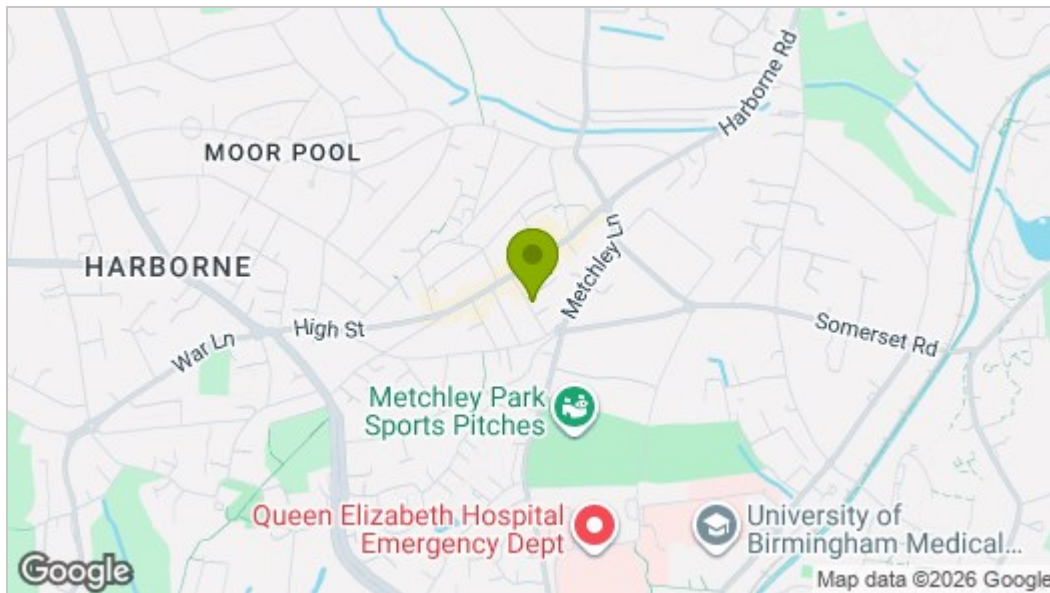 Harborne Rd
MOOR POOL
Metchley Ln
HARBORNE
High St
War Ln
Somerset Rd
Metchley Park
Sports Pitches
Queen Elizabeth Hospital
Emergency Dept
University of
Birmingham Medical...
Google
Map data ©2026 Google